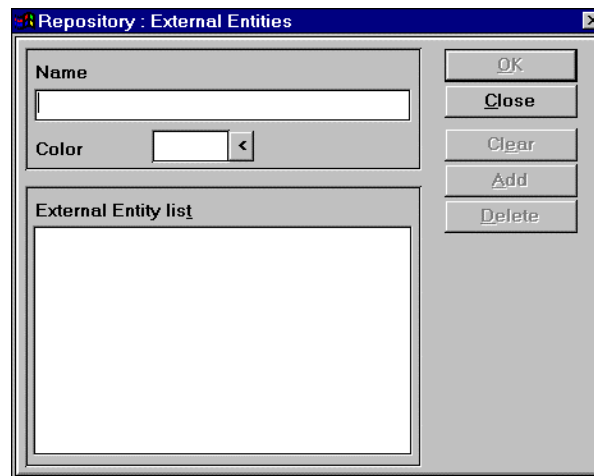 Repository : External Entities
Name
Color
<
External Entity list
OK
Close
Clear
Add
Delete